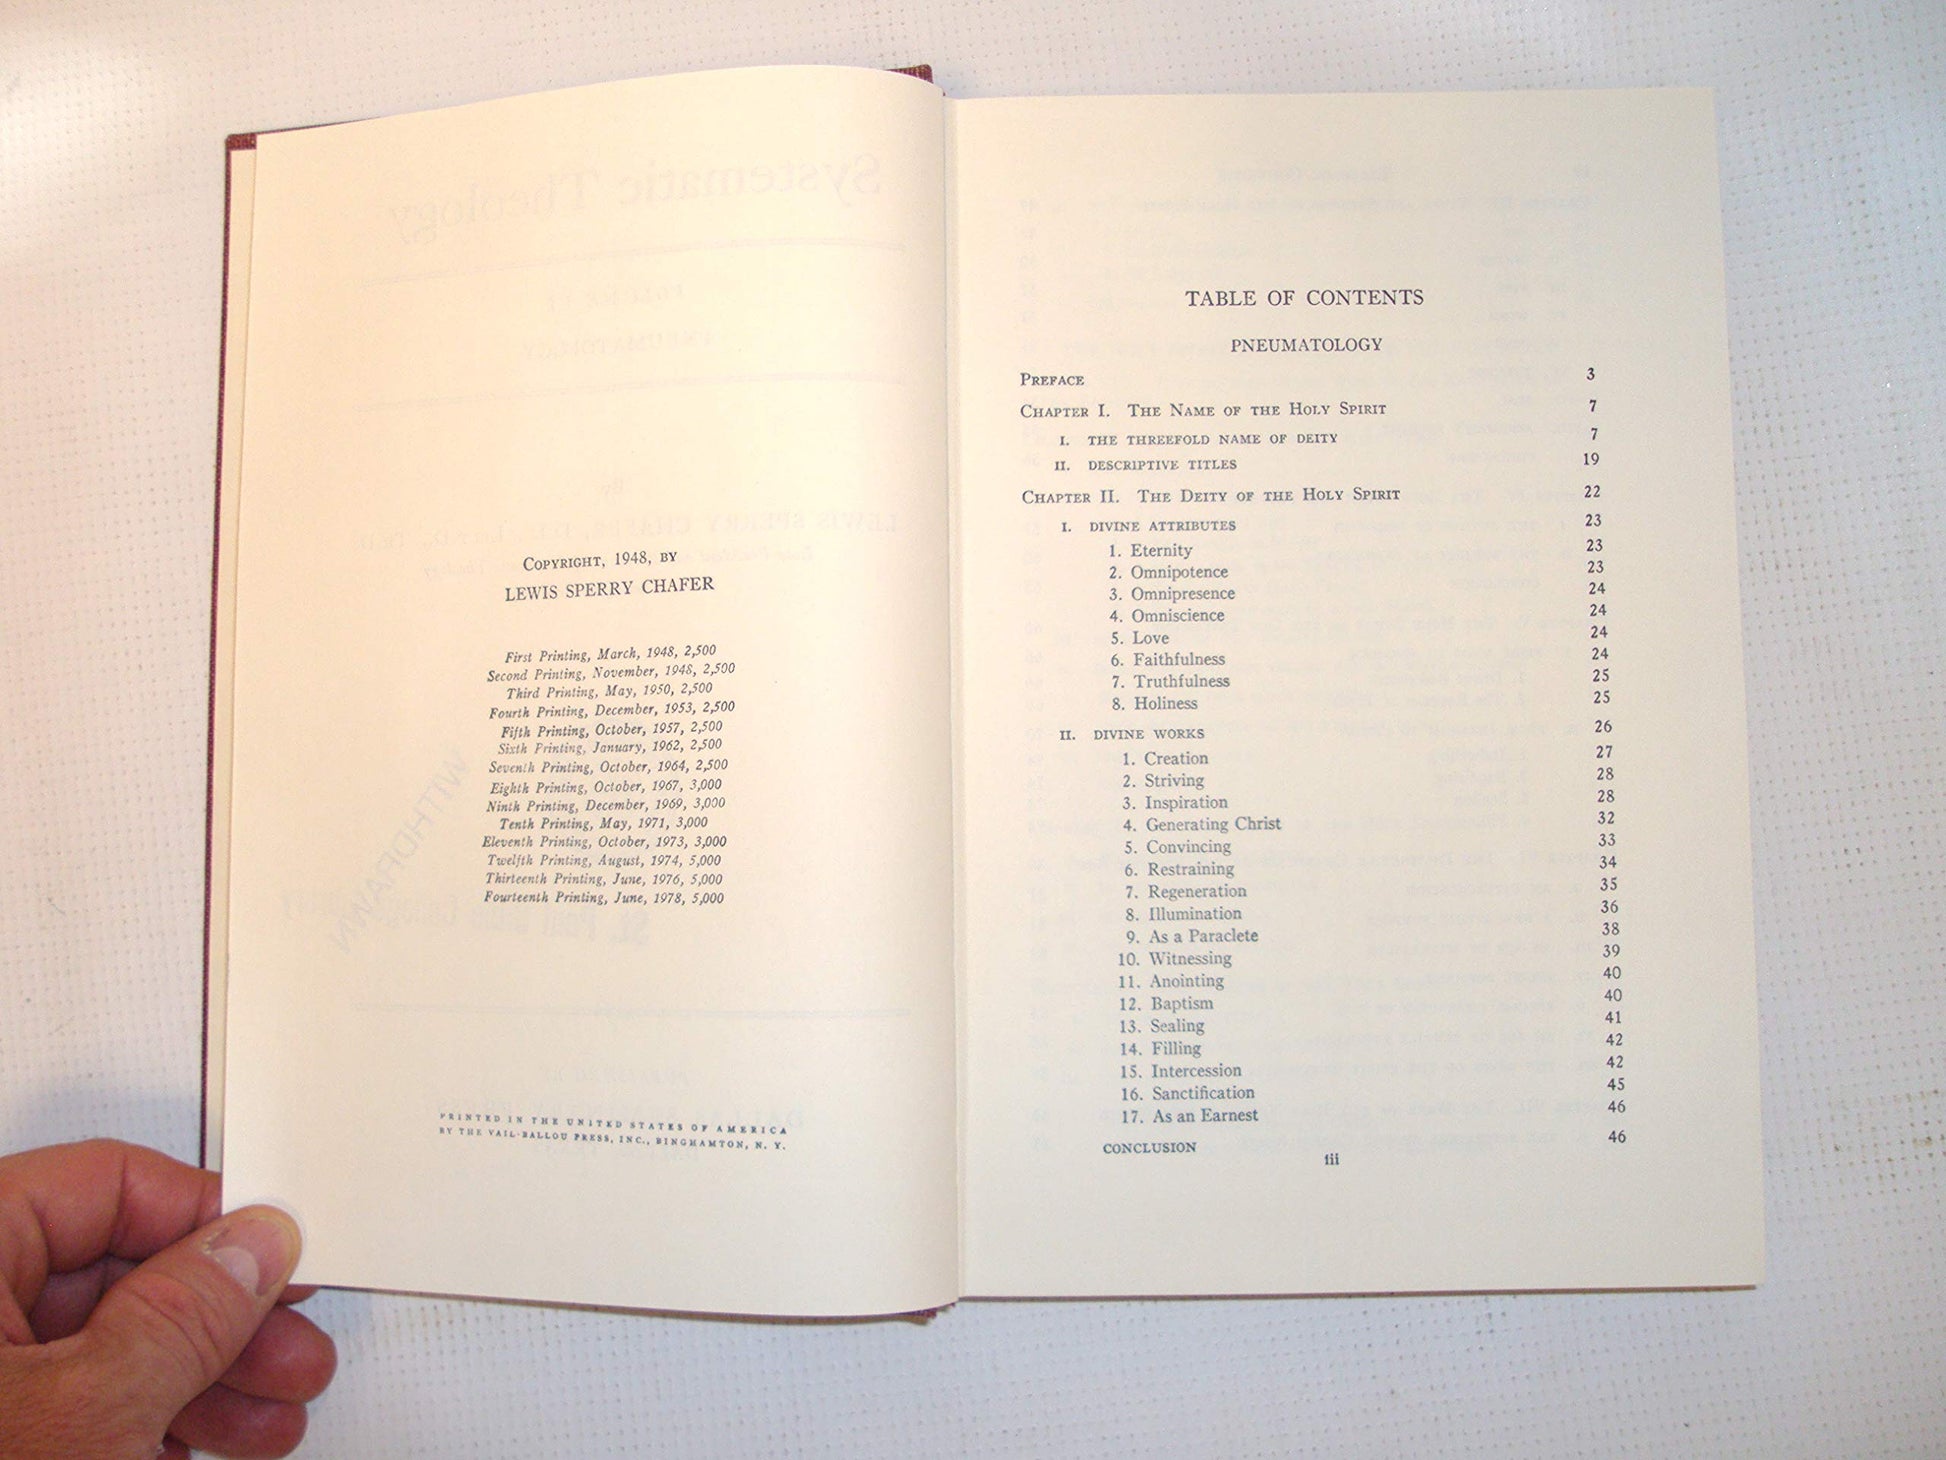 Copyright, 1948, by
LEWIS SPERRY CHAFER
First Printing, March, 1948, 2,500
Second Printing, November, 1948, 2,500
Third Printing, May, 1950, 2,500
Fourth Printing, December, 1953, 2,500
Fifth Printing, October, 1957, 2,500
Sixth Printing, January, 1962, 2,500
Seventh Printing, October, 1964, 2,500
Eighth Printing, October, 1967, 3,000
Ninth Printing, December, 1969, 3,000
Tenth Printing, May, 1971, 3,000
Eleventh Printing, October, 1973, 3,000
Twelfth Printing, August, 1974, 5,000
Thirteenth Printing, June, 1976, 5,000
Fourteenth Printing, June, 1978, 5,000
PRINTED IN THE UNITED STATES OF AMERICA
BY THE VAIL-BALLOU PRESS, INC., BINGHAMTON, N. Y.
TABLE OF CONTENTS
PNEUMATOLOGY
Preface 3
Chapter I. The Name of the Holy Spirit 7
I. THE THREEFOLD NAME OF DEITY 7
II. DESCRIPTIVE TITLES 19
Chapter II. The Deity of the Holy Spirit 22
I. DIVINE ATTRIBUTES 23
1. Eternity 23
2. Omnipotence 23
3. Omnipresence 24
4. Omniscience 24
5. Love 24
6. Faithfulness 24
7. Truthfulness 25
8. Holiness 25
II. DIVINE WORKS 26
1. Creation 27
2. Striving 28
3. Inspiration 28
4. Generating Christ 32
5. Convincing 33
6. Restraining 34
7. Regeneration 35
8. Illumination 36
9. As a Paraclete 38
10. Witnessing 39
11. Anointing 40
12. Baptism 40
13. Sealing 41
14. Filling 42
15. Intercession 42
16. Sanctification 45
17. As an Earnest 46
CONCLUSION 46
iii